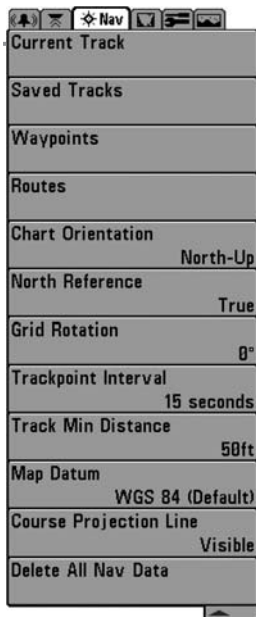 Nav
Current Track
Saved Tracks
Waypoints
Routes
Chart Orientation
North-Up
North Reference
True
Grid Rotation
0°
Trackpoint Interval
15 seconds
Track Min Distance
50ft
Map Datum
WGS 84 (Default)
Course Projection Line
Visible
Delete All Nav Data